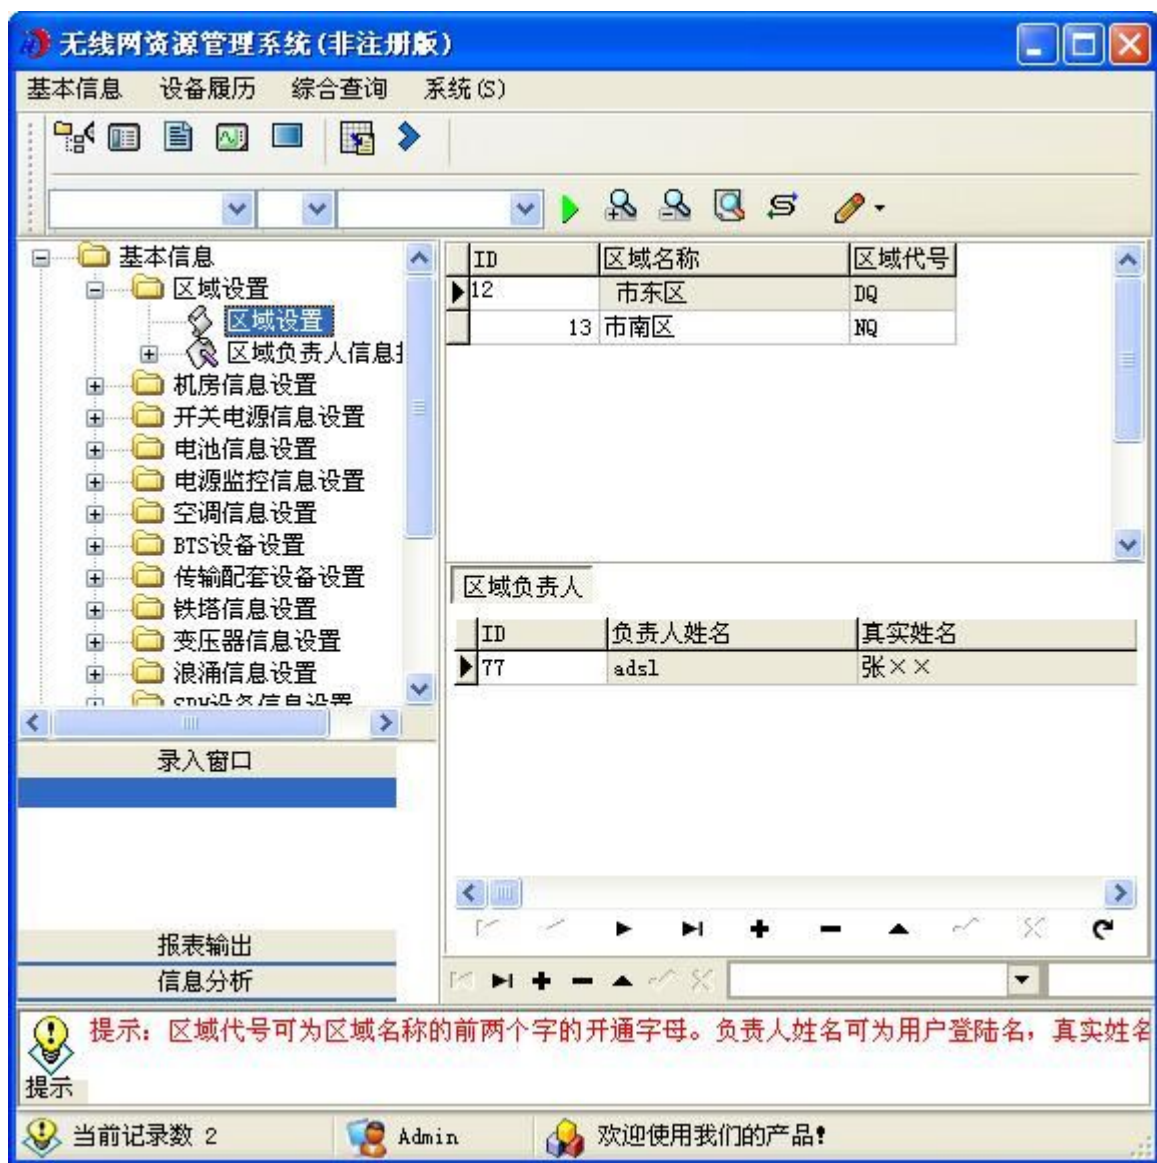 无线网资源管理系统(非注册版)
基本信息 设备履历 综合查询 系统(S)
基本信息
区域设置
区域设置
区域负责人信息
机房信息设置
开关电源信息设置
电池信息设置
电源监控信息设置
空调信息设置
BTS设备设置
传输配套设备设置
铁塔信息设置
变压器信息设置
浪涌信息设置
录入窗口
报表输出
信息分析
ID 区域名称 区域代号
12 市东区 DQ
13 市南区 NQ
区域负责人
ID 负责人姓名 真实姓名
77 adsl 张××
提示：区域代号可为区域名称的前两个字的开通字母。负责人姓名可为用户登陆名，真实姓名
提示
当前记录数 2 Admin 欢迎使用我们的产品!